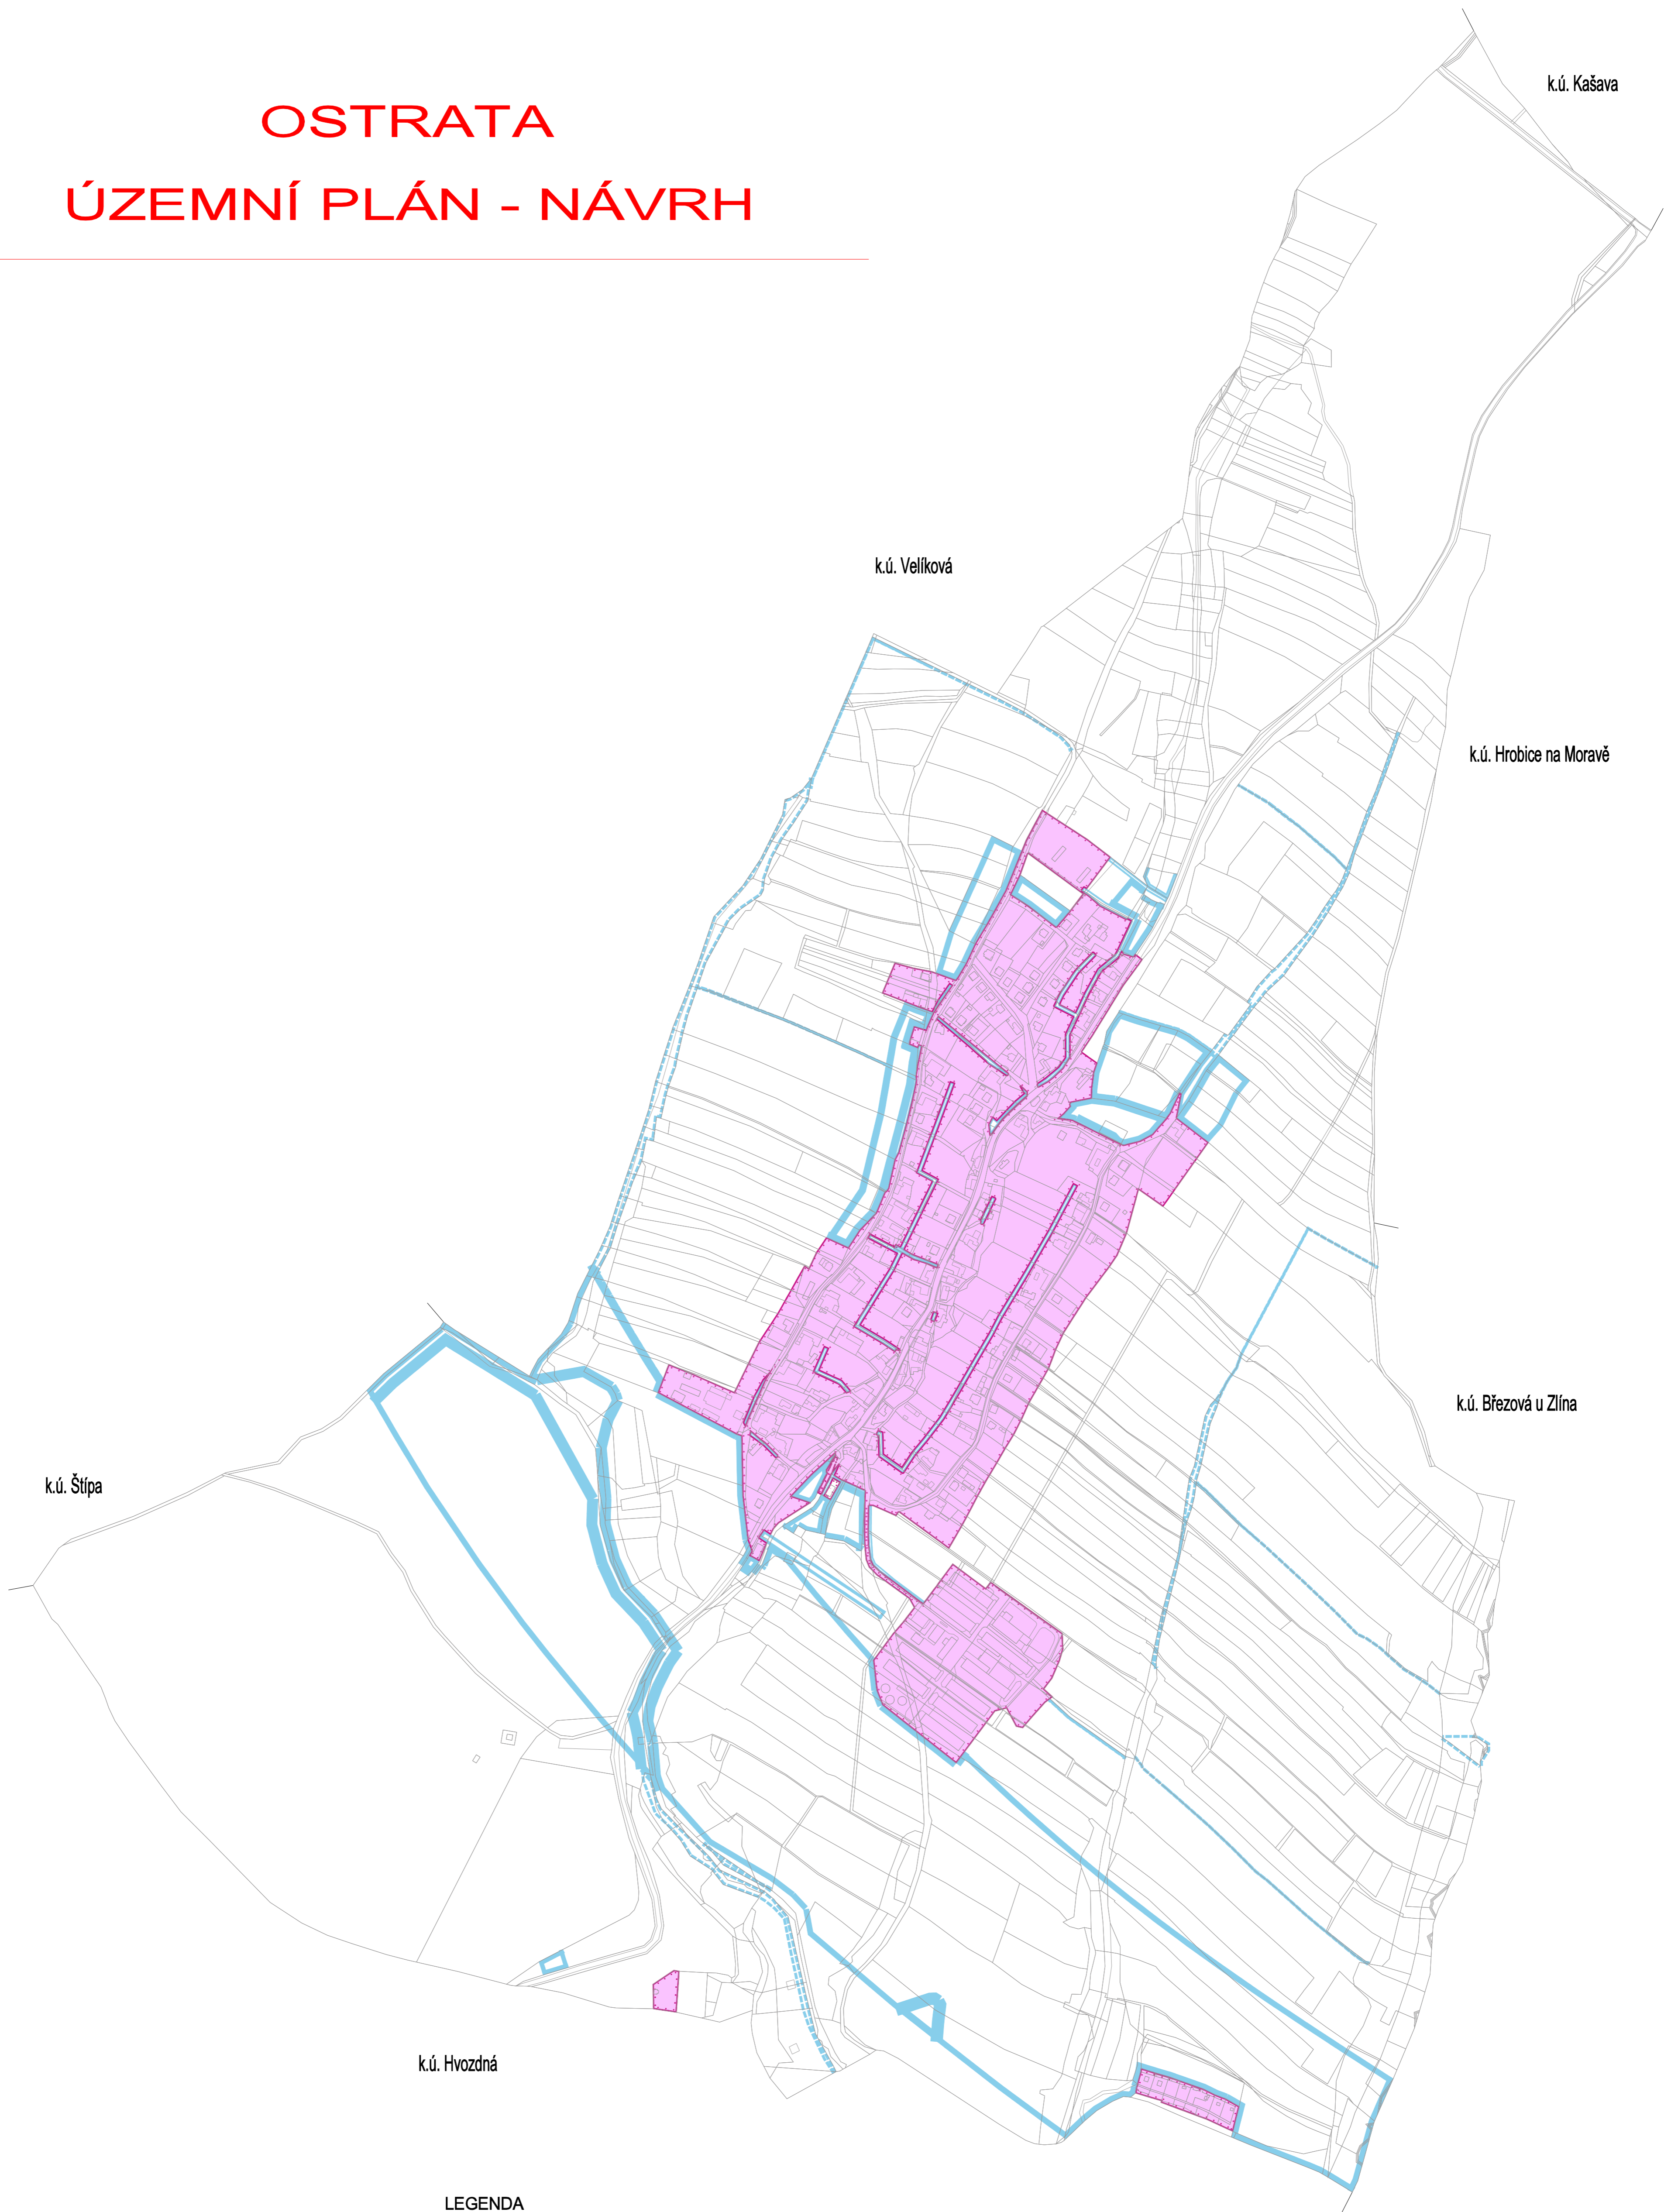 k.ú. Kašava
OSTRATA
ÚZEMNÍ PLÁN - NÁVRH
k.ú. Velíková
k.ú. Hrobice na Moravě
k.ú. Březová u Zlína
k.ú. Štípa
k.ú. Hvozdná
LEGENDA